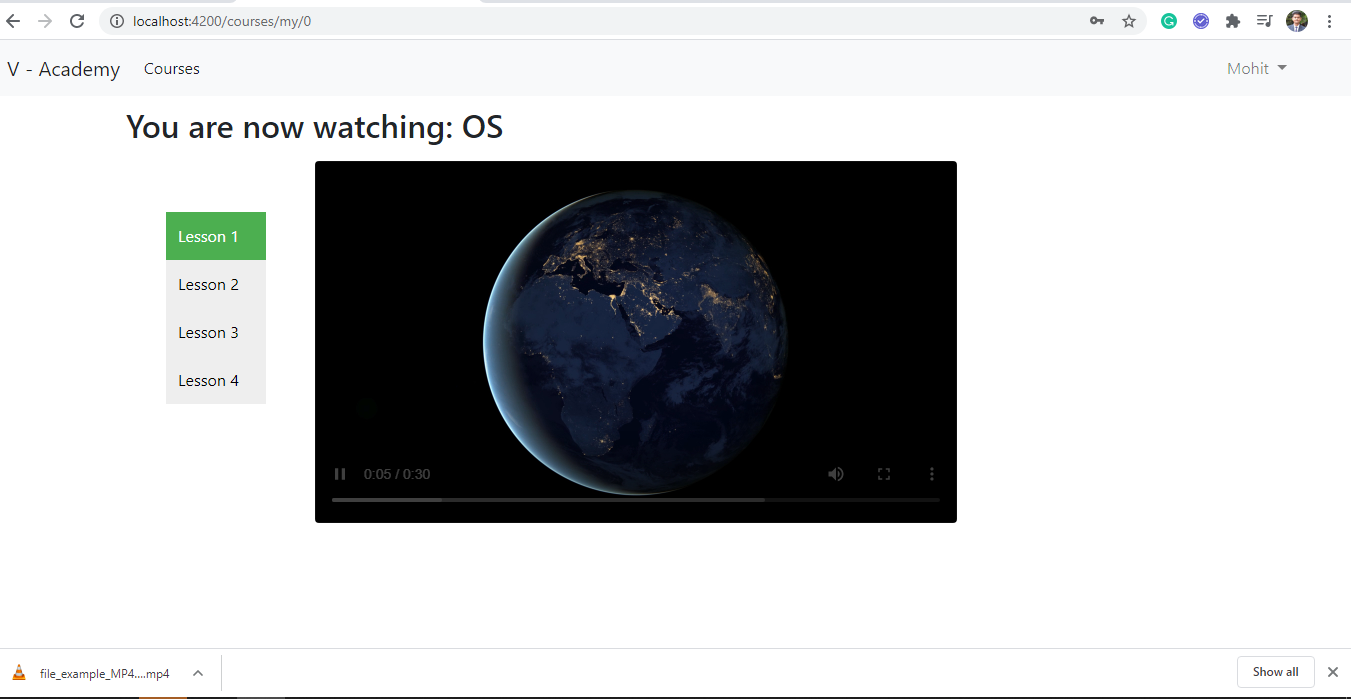 localhost:4200/courses/my/0
V - Academy Courses Mohit
You are now watching: OS
Lesson 1
Lesson 2
Lesson 3
Lesson 4
0:05 / 0:30
file_example_MP4....mp4 Show all